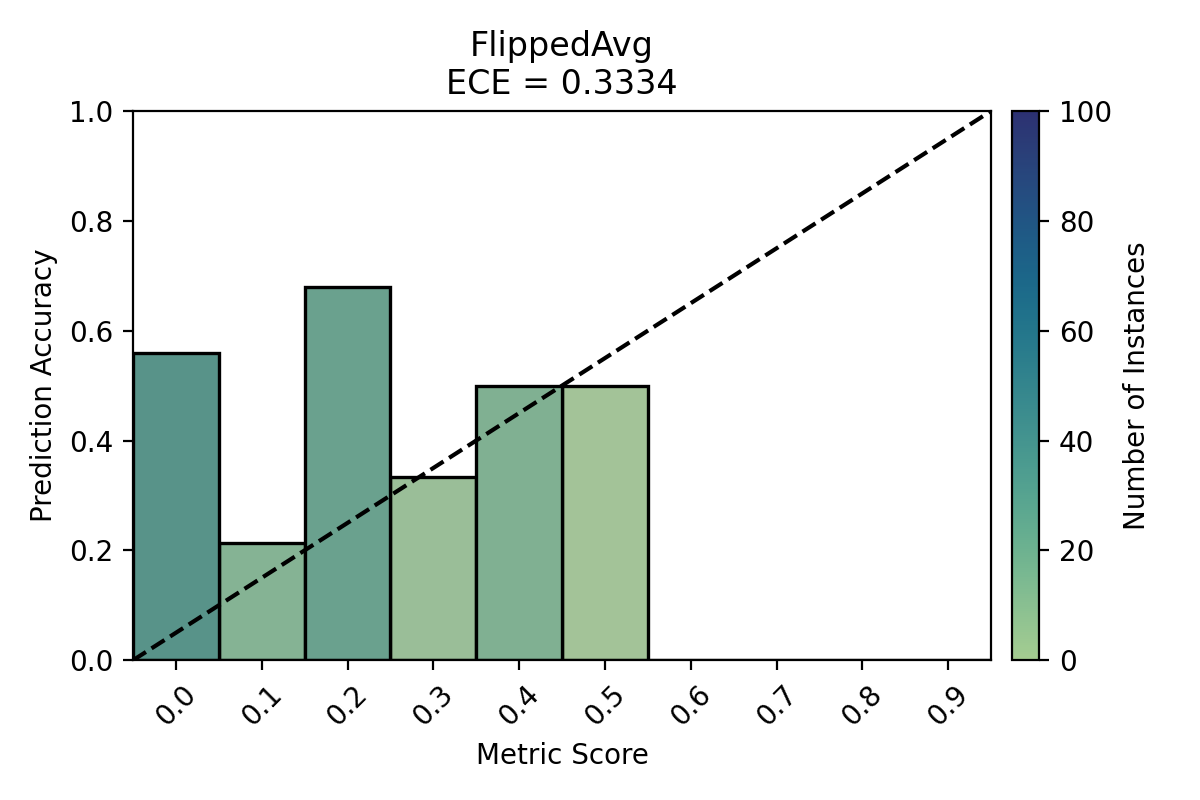 FlippedAvg
ECE = 0.3334
1.0
0.8
0.6
0.4
0.2
0.0
Prediction Accuracy
0.0 0.1 0.2 0.3 0.4 0.5 0.6 0.7 0.8 0.9
Metric Score
100
80
60
40
20
0
Number of Instances